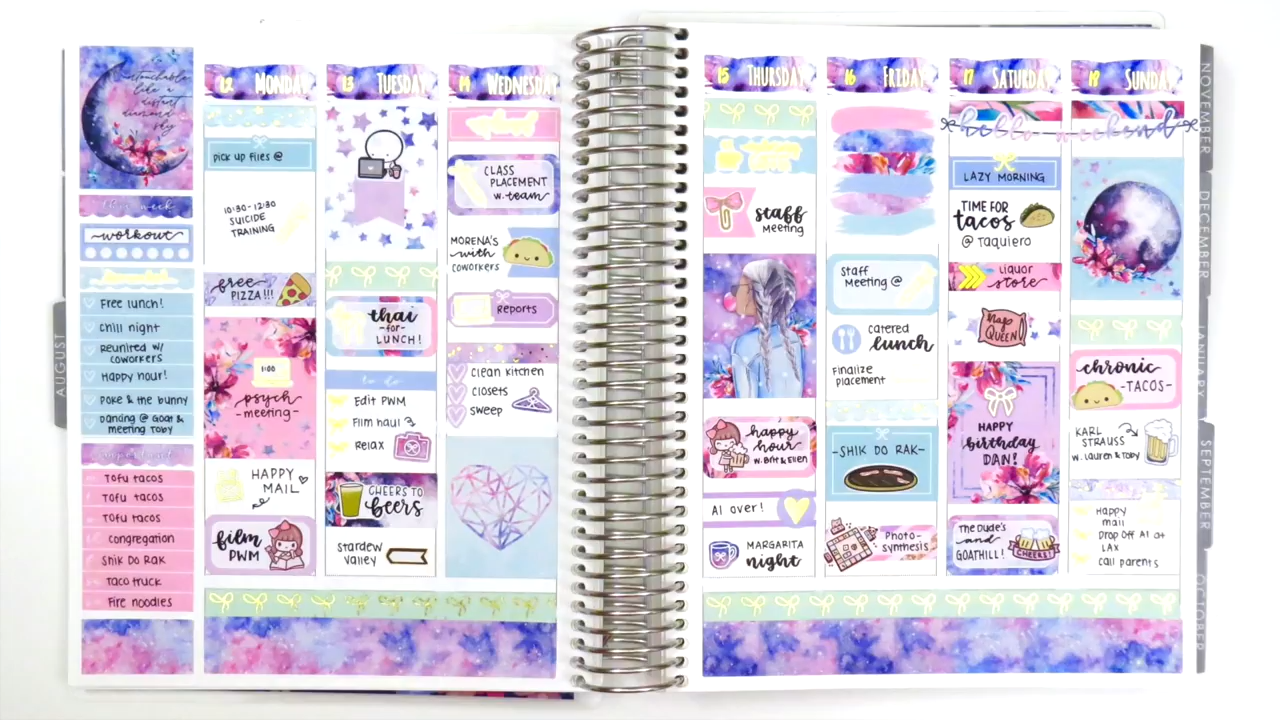 untouchable
like a
distant
diamond
sky
this week
workout
Free lunch!
chill night
Reunited w/
coworkers
Happy hour!
poke & the bunny
Dancing @ Goat &
meeting Toby
Tofu tacos
Tofu tacos
Tofu tacos
congregation
Shik Do Rak
Taco truck
Fire noodles
AUGUST
12 MONDAY
pick up files @
10:30-12:30
SUICIDE
TRAINING
free
PIZZA!!!
1:00
psych
-meeting-
HAPPY
MAIL
film
PWM
13 TUESDAY
thai
-for-
LUNCH!
to do
Edit PWM
Film haul
Relax
CHEERS TO
beers
Stardew
Valley
14 WEDNESDAY
CLASS
PLACEMENT
w. team
MORENA'S
with
COWORKERS
Reports
clean kitchen
closets
sweep
15 THURSDAY
staff
Meeting
happy
hour
w. Brit & Ellen
AI over!
MARGARITA
night
16 FRIDAY
Staff
Meeting @
catered
lunch
Finalize
placement
-SHIK DO RAK-
Photo-
synthesis
17 SATURDAY
hello weekend
LAZY MORNING
TIME FOR
tacos
@ Taquiero
LIQUOR
store
Nap
QUEEN
HAPPY
birthday
DAN!
THE DUDE'S
and
GOATHILL!
CHEERS!
18 SUNDAY
chronic
-TACOS-
KARL
STRAUSS
w. Lauren & Toby
Happy
mail
Drop off AI at
LAX
call parents
NOVEMBER
DECEMBER
JANUARY
SEPTEMBER
OCTOBER